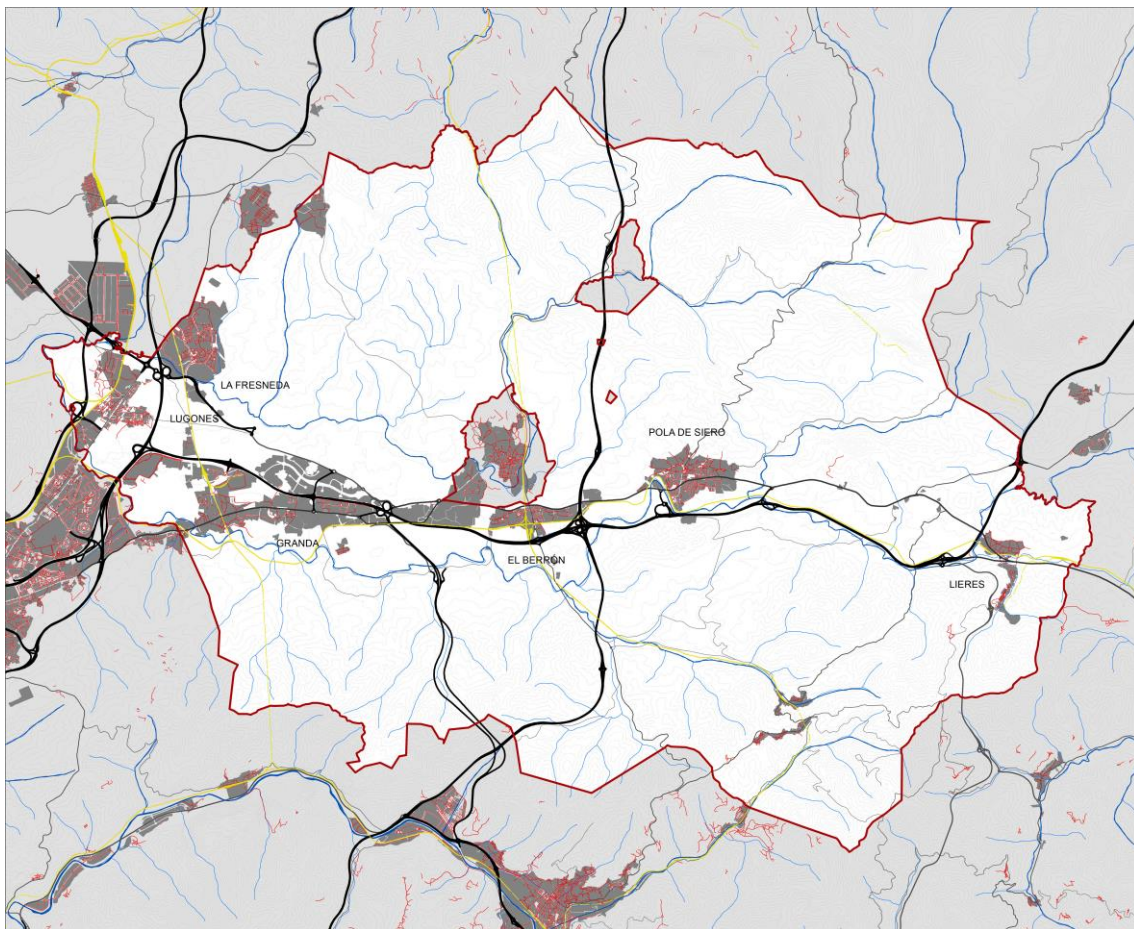 LA FRESNEDA
LUGONES
POLA DE SIERO
GRANDA
EL BERRÓN
LIERES